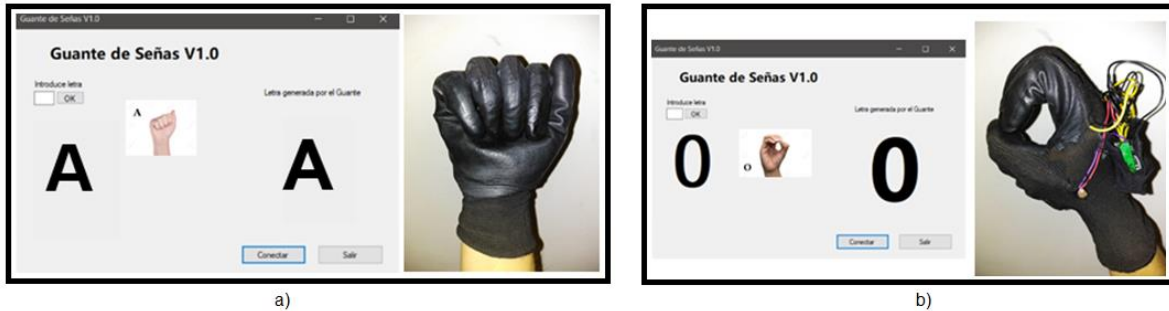 Guante de Señas V1.0
Guante de Señas V1.0
Introduce letra
OK
Letra generada por el Guante
A
A
A
Conectar
Salir
a)
Guante de Señas V1.0
Guante de Señas V1.0
Introduce letra
OK
Letra generada por el Guante
0
O
0
Conectar
Salir
b)